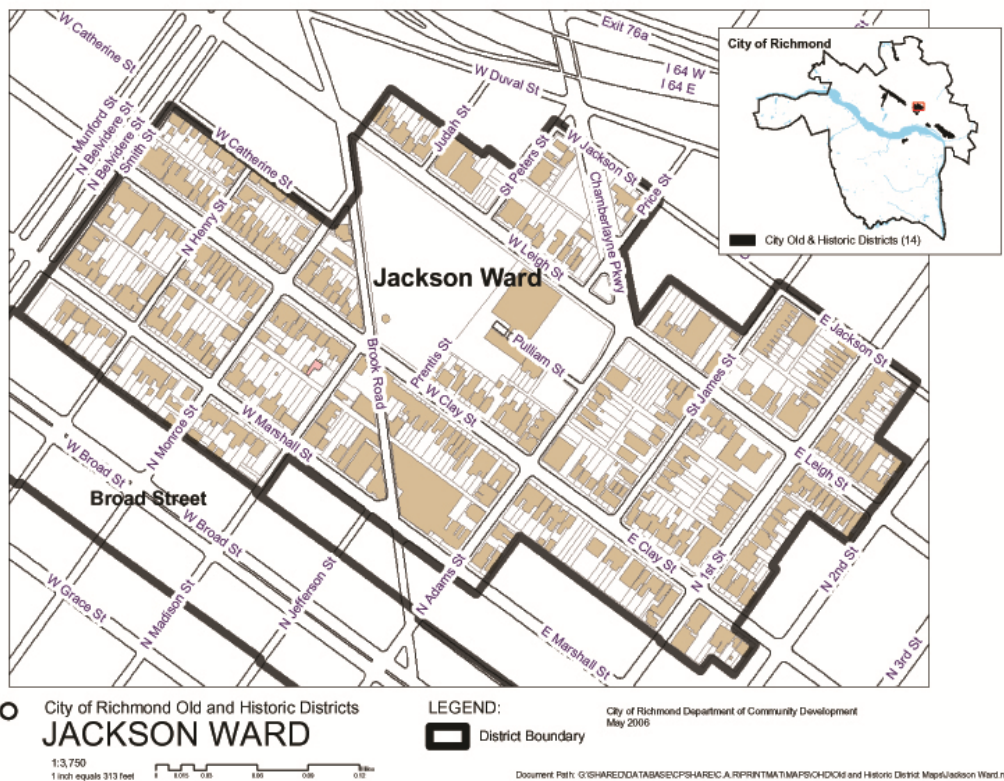 W Catherine St
Exit 76a
I 64 W
I 64 E
W Duval St
City of Richmond
City Old & Historic Districts (14)
Munford St
N Belvidere St
N Belvidere St
Smith St
W Catherine St
Judah St
St Peters St
W Jackson St
Price St
Chamberlayne Pkwy
N Henry St
W Leigh St
Jackson Ward
E Jackson St
Pulliam St
Prentis St
Brook Road
W Clay St
St James St
N Monroe St
W Marshall St
E Leigh St
W Broad St
Broad Street
W Broad St
E Clay St
N 1st St
N 2nd St
W Grace St
N Madison St
N Jefferson St
N Adams St
E Marshall St
N 3rd St
City of Richmond Old and Historic Districts
JACKSON WARD
1:3,750
1 inch equals 313 feet
LEGEND:
District Boundary
City of Richmond Department of Community Development
May 2006